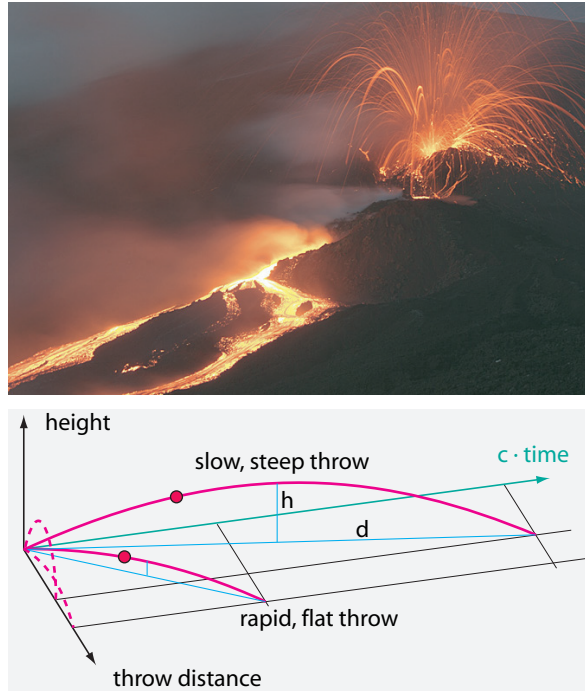 height
slow, steep throw
c · time
h
d
rapid, flat throw
throw distance